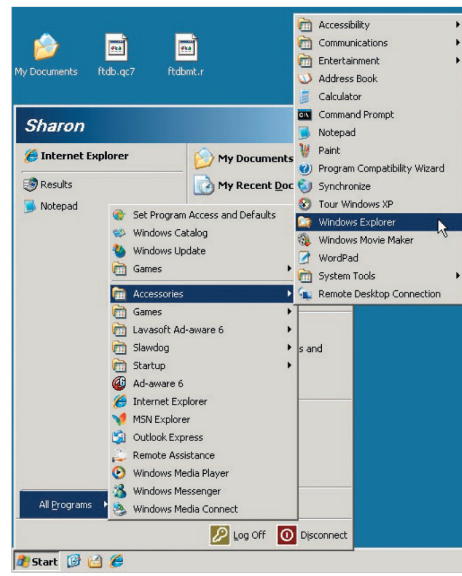 My Documents
ftdb.qc7
ftdbmt.r
Sharon
Internet Explorer
Results
Notepad
My Documents
My Recent Doc
s and
Set Program Access and Defaults
Windows Catalog
Windows Update
Games
Accessories
Games
Lavasoft Ad-aware 6
Slawdog
Startup
Ad-aware 6
Internet Explorer
MSN Explorer
Outlook Express
Remote Assistance
Windows Media Player
Windows Messenger
Windows Media Connect
Accessibility
Communications
Entertainment
Address Book
Calculator
Command Prompt
Notepad
Paint
Program Compatibility Wizard
Synchronize
Tour Windows XP
Windows Explorer
Windows Movie Maker
WordPad
System Tools
Remote Desktop Connection
All Programs
Log Off
Disconnect
Start